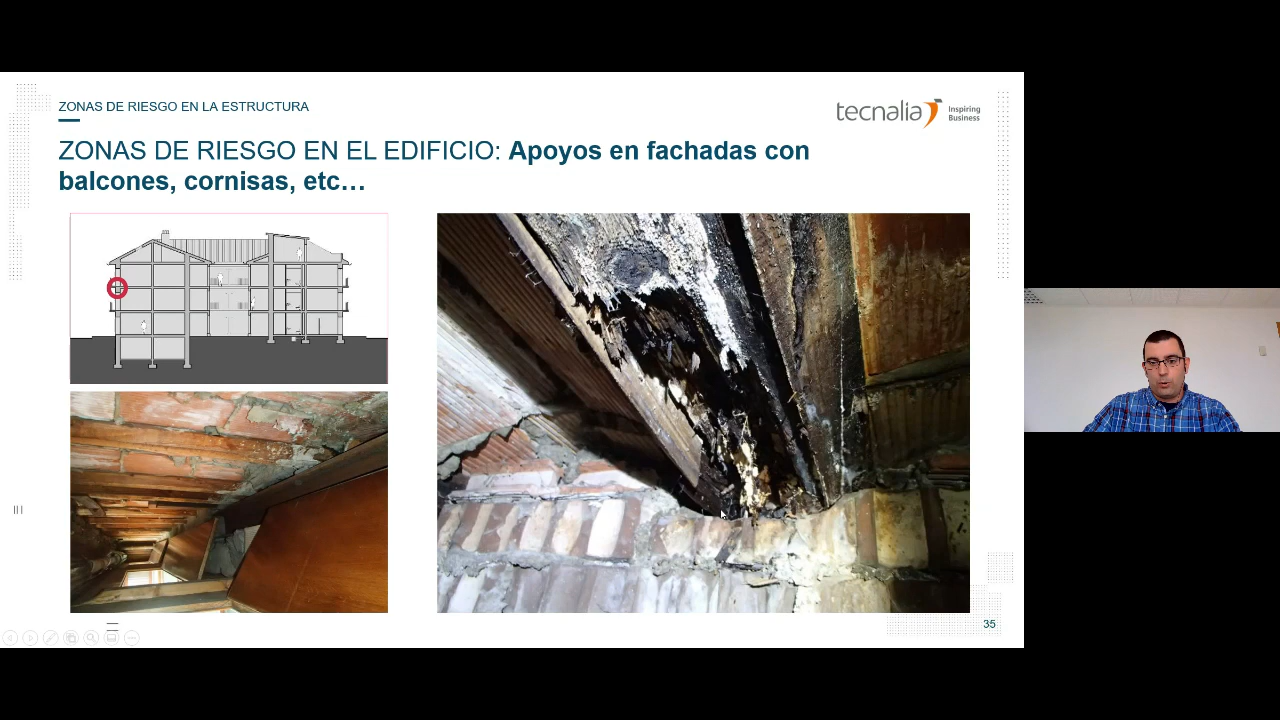 ZONAS DE RIESGO EN LA ESTRUCTURA
tecnalia Inspiring
Business
ZONAS DE RIESGO EN EL EDIFICIO: Apoyos en fachadas con
balcones, cornisas, etc…
35